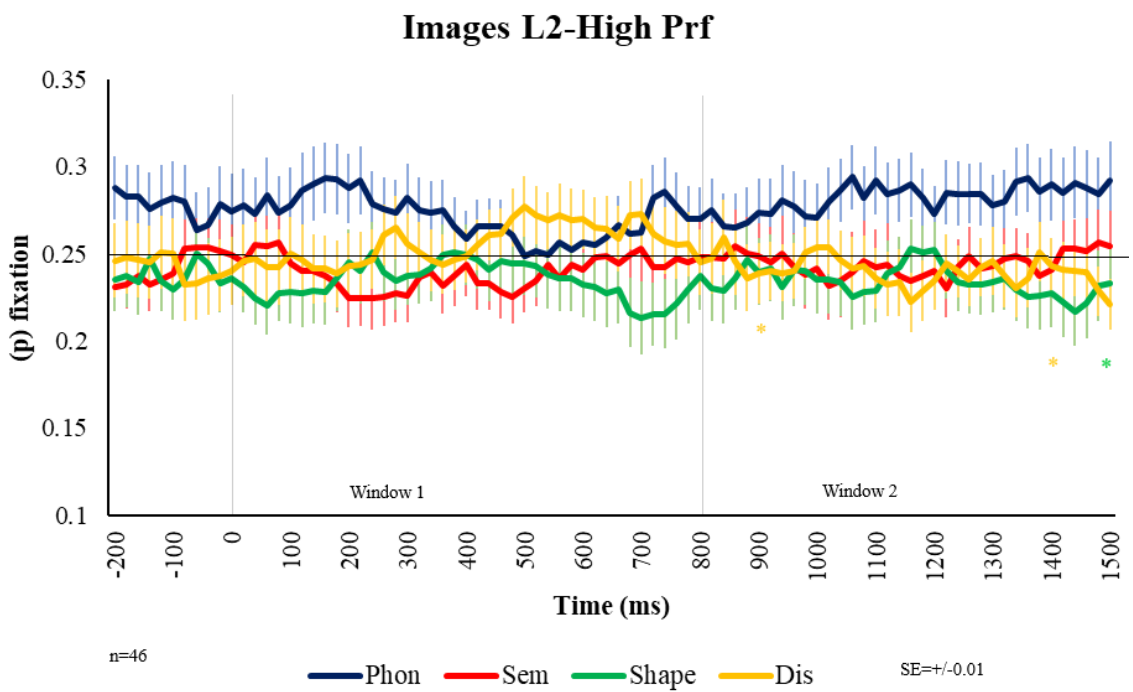 Images L2-High Prf
0.35
0.3
0.25
0.2
0.15
0.1
(p) fixation
Window 1
Window 2
*
*
*
-200
-100
0
100
200
300
400
500
600
700
800
900
1000
1100
1200
1300
1400
1500
Time (ms)
n=46
Phon
Sem
Shape
Dis
SE=+/-0.01